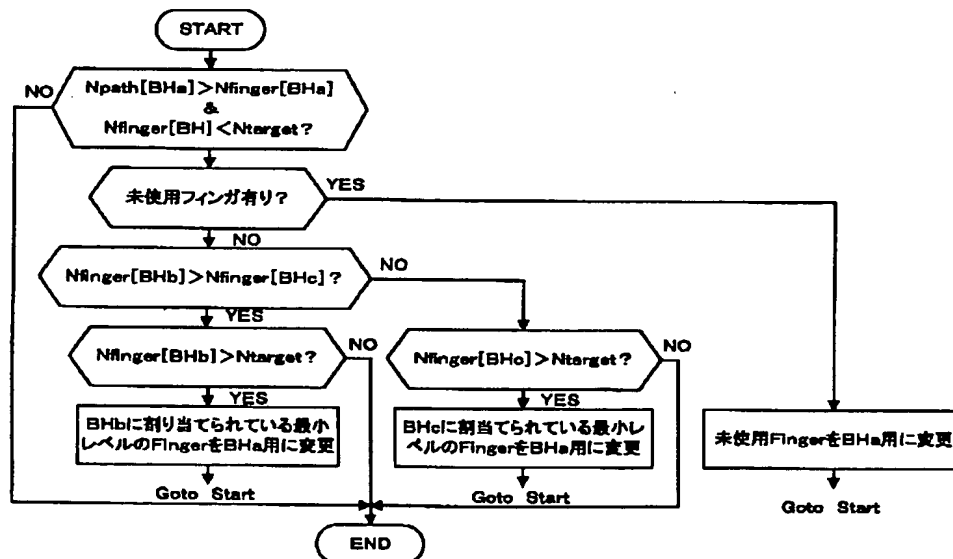 START
NO
Npath[BHa]>Nfinger[BHa]
&
Nfinger[BH]<Ntarget?
未使用フィンガ有り?
YES
NO
Nfinger[BHb]>Nfinger[BHc]?
NO
YES
Nfinger[BHb]>Ntarget?
NO
Nfinger[BHc]>Ntarget?
NO
YES
YES
BHbに割り当てられている最小
レベルのFingerをBHa用に変更
BHcに割当てられている最小レ
ベルのFingerをBHa用に変更
未使用FingerをBHa用に変更
Goto Start
Goto Start
Goto Start
END